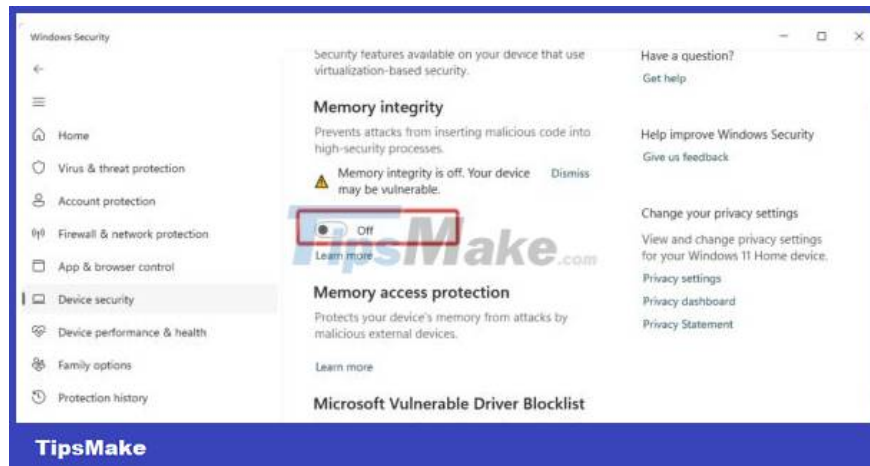 Windows Security
Home
Virus & threat protection
Account protection
Firewall & network protection
App & browser control
Device security
Device performance & health
Family options
Protection history
Security features available on your device that use
virtualization-based security.
Memory integrity
Prevents attacks from inserting malicious code into
high-security processes.
Memory integrity is off. Your device
may be vulnerable.
Dismiss
Off
Learn more
Memory access protection
Protects your device's memory from attacks by
malicious external devices.
Learn more
Microsoft Vulnerable Driver Blocklist
Have a question?
Get help
Help improve Windows Security
Give us feedback
Change your privacy settings
View and change privacy settings
for your Windows 11 Home device.
Privacy settings
Privacy dashboard
Privacy Statement
TipsMake.com
TipsMake